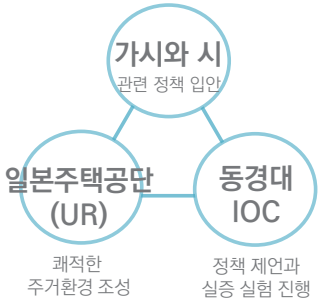 가시와 시
관련 정책 입안
일본주택공단
(UR)
동경대
IOC
쾌적한
주거환경 조성
정책 제언과
실증 실험 진행